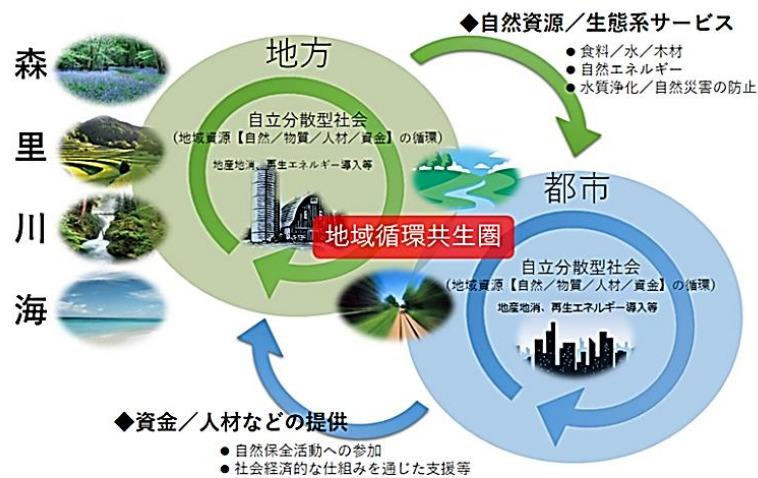 ◆自然資源／生態系サービス
● 食料／水／木材
● 自然エネルギー
● 水質浄化／自然災害の防止
森
里
川
海
地方
自立分散型社会
（地域資源【自然／物質／人材／資金】の循環）
地産地消、再生エネルギー導入等
地域循環共生圏
都市
自立分散型社会
（地域資源【自然／物質／人材／資金】の循環）
地産地消、再生エネルギー導入等
◆資金／人材などの提供
● 自然保全活動への参加
● 社会経済的な仕組みを通じた支援等